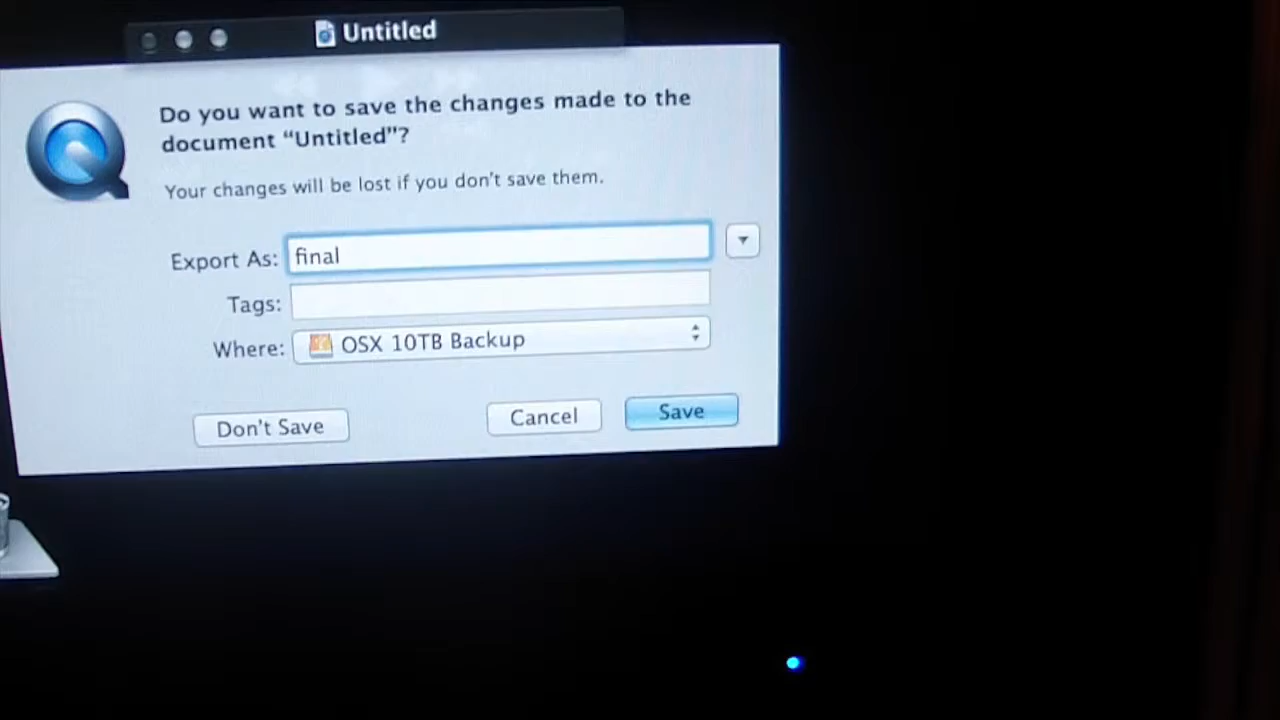 Untitled
Do you want to save the changes made to the
document “Untitled”?
Your changes will be lost if you don’t save them.
Export As: final
Tags:
Where: OSX 10TB Backup
Don't Save Cancel Save